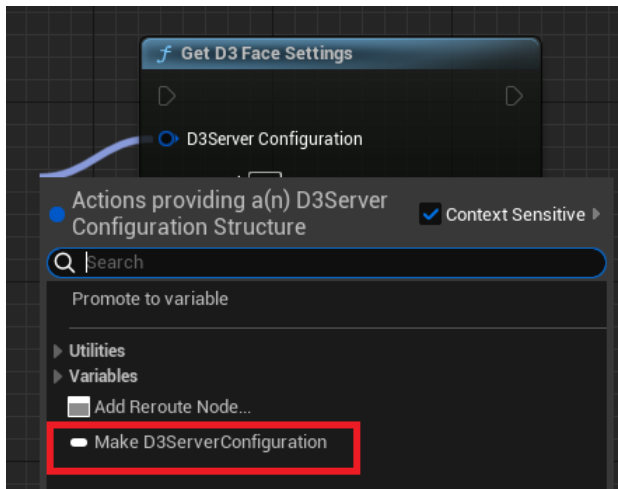 f Get D3 Face Settings
D3Server Configuration
Actions providing a(n) D3Server
Configuration Structure
Context Sensitive
Search
Promote to variable
Utilities
Variables
Add Reroute Node...
Make D3ServerConfiguration